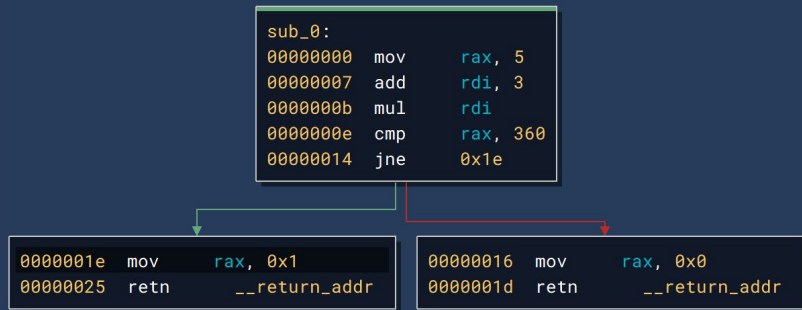 sub_0:
00000000 mov rax, 5
00000007 add rdi, 3
0000000b mul rdi
0000000e cmp rax, 360
00000014 jne 0x1e
0000001e mov rax, 0x1
00000025 retn __return_addr
00000016 mov rax, 0x0
0000001d retn __return_addr